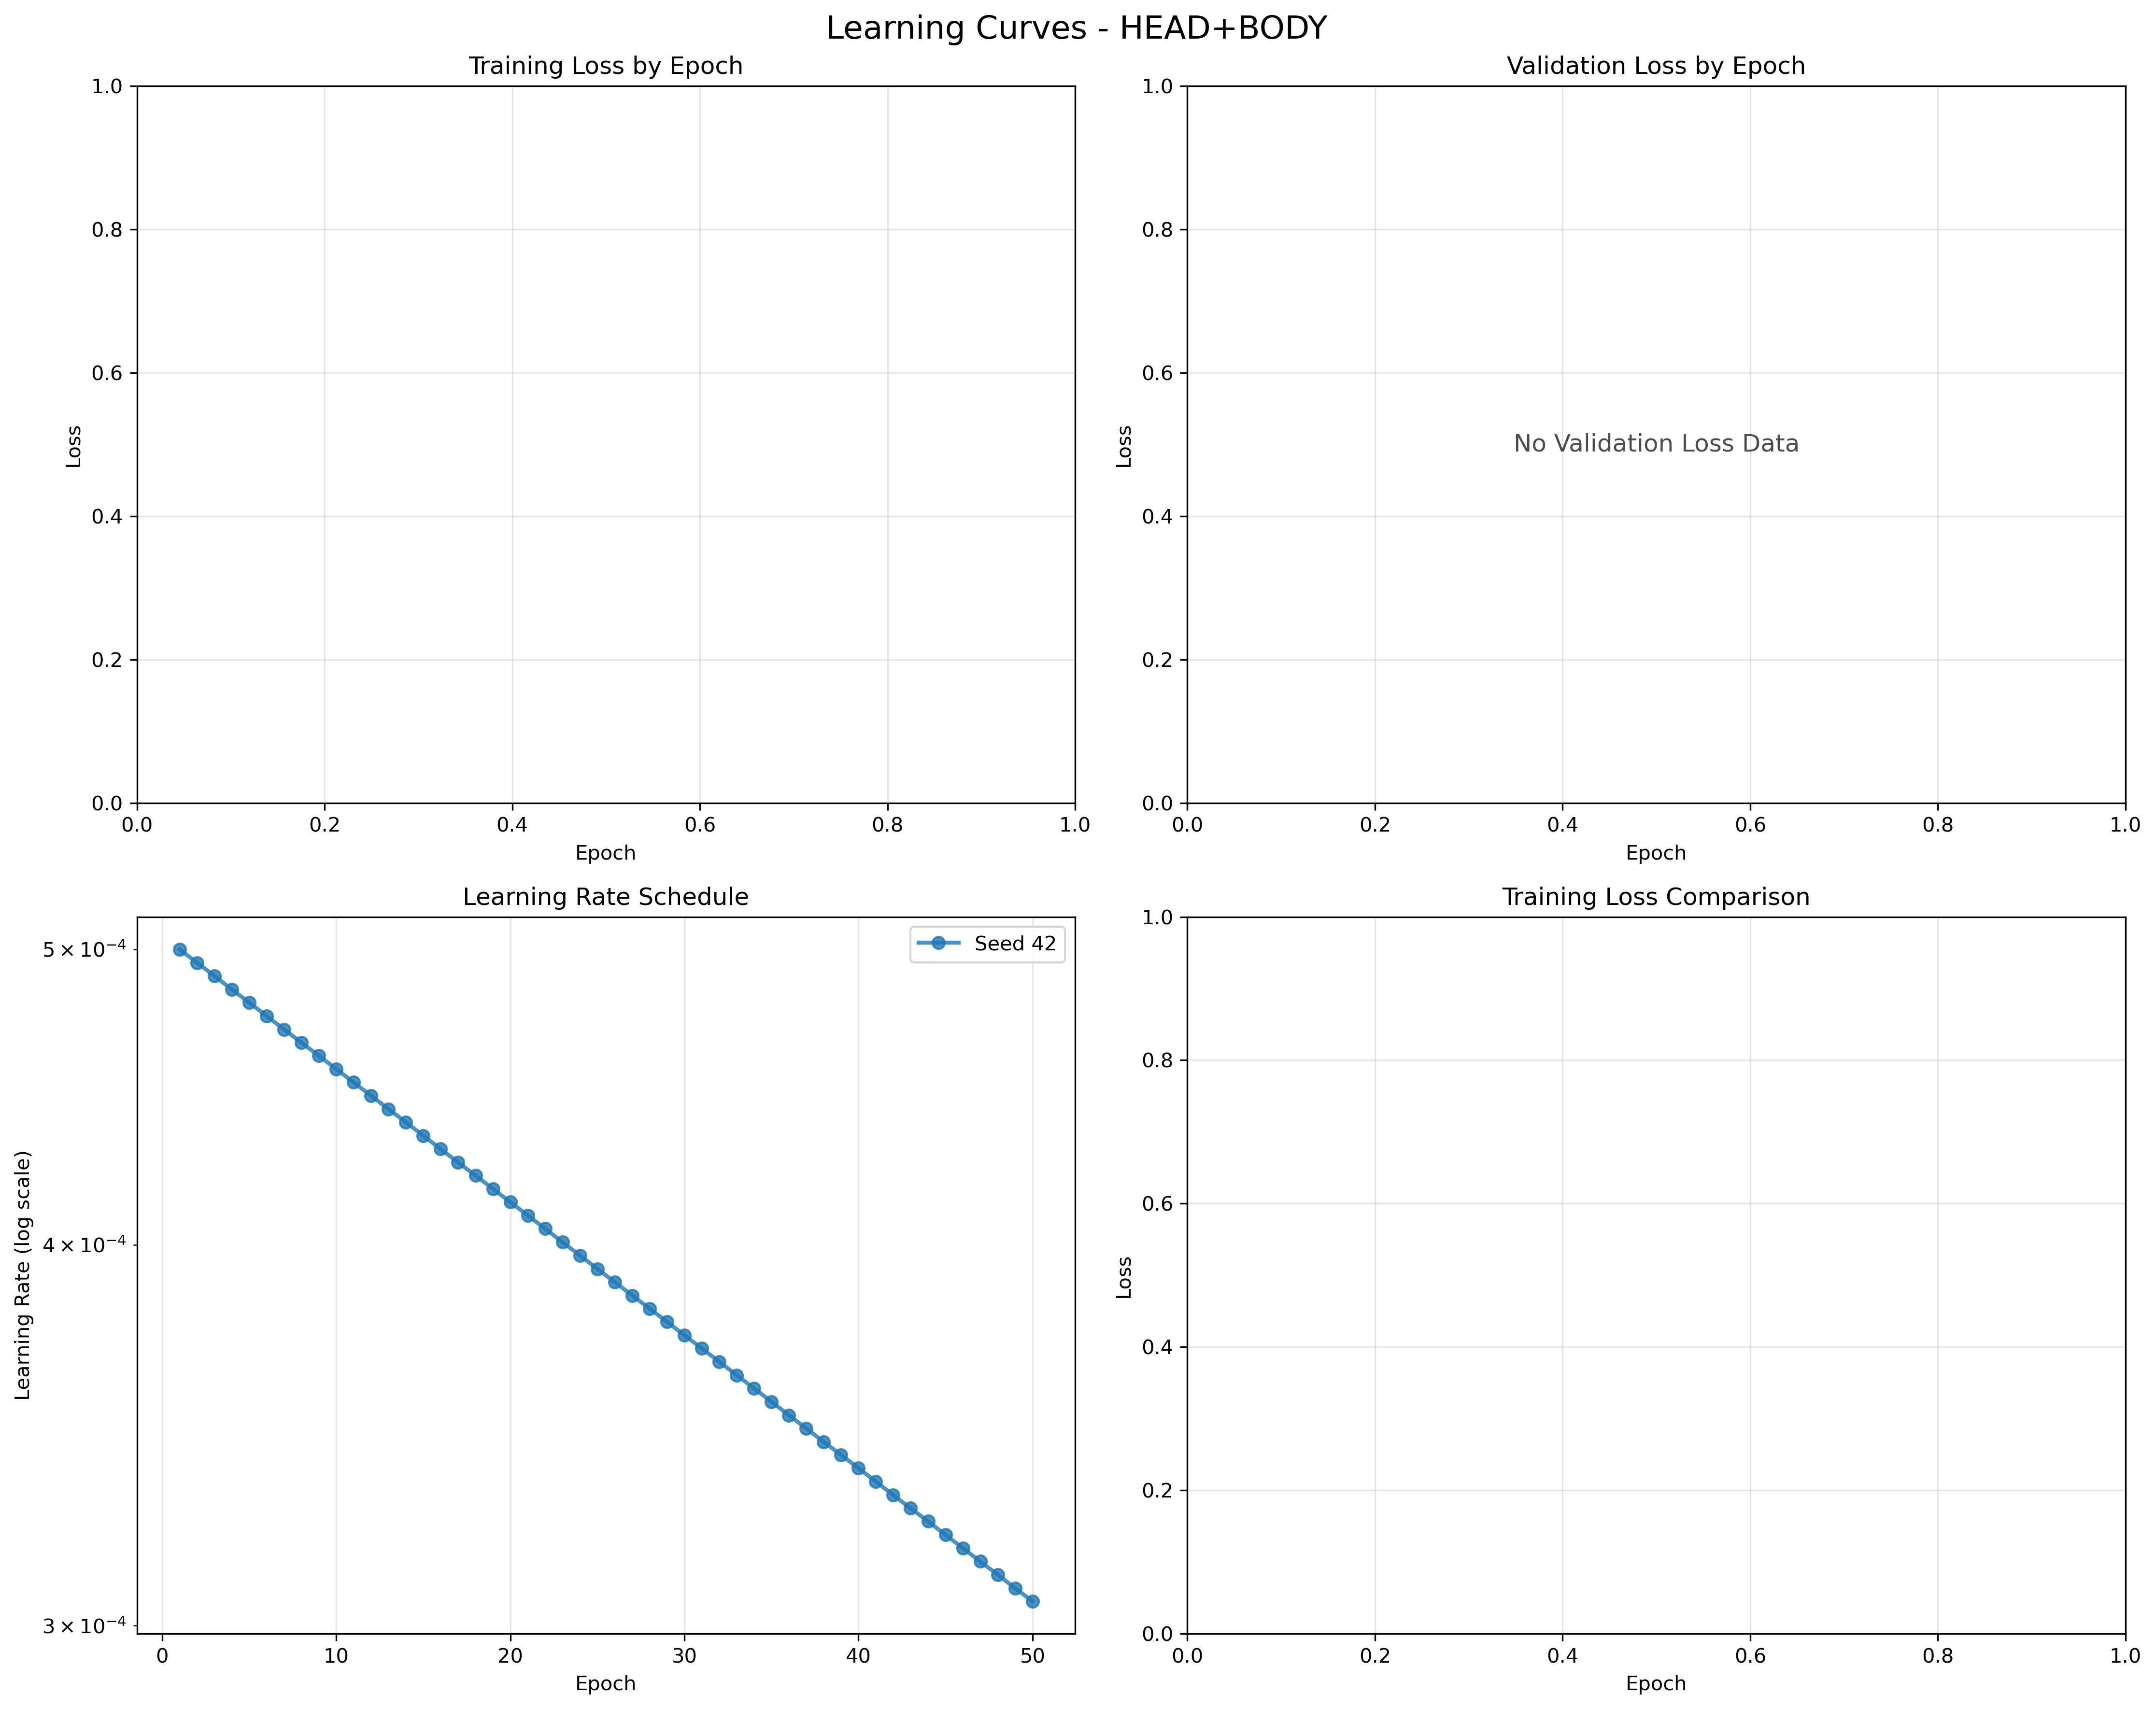 Learning Curves - HEAD+BODY
Training Loss by Epoch
1.0
0.8
0.6
0.4
0.2
0.0
Loss
0.0 0.2 0.4 0.6 0.8 1.0
Epoch
Validation Loss by Epoch
1.0
0.8
0.6
0.4
0.2
0.0
Loss
No Validation Loss Data
0.0 0.2 0.4 0.6 0.8 1.0
Epoch
Learning Rate Schedule
5 × 10⁻⁴
4 × 10⁻⁴
3 × 10⁻⁴
Learning Rate (log scale)
Seed 42
0 10 20 30 40 50
Epoch
Training Loss Comparison
1.0
0.8
0.6
0.4
0.2
0.0
Loss
0.0 0.2 0.4 0.6 0.8 1.0
Epoch